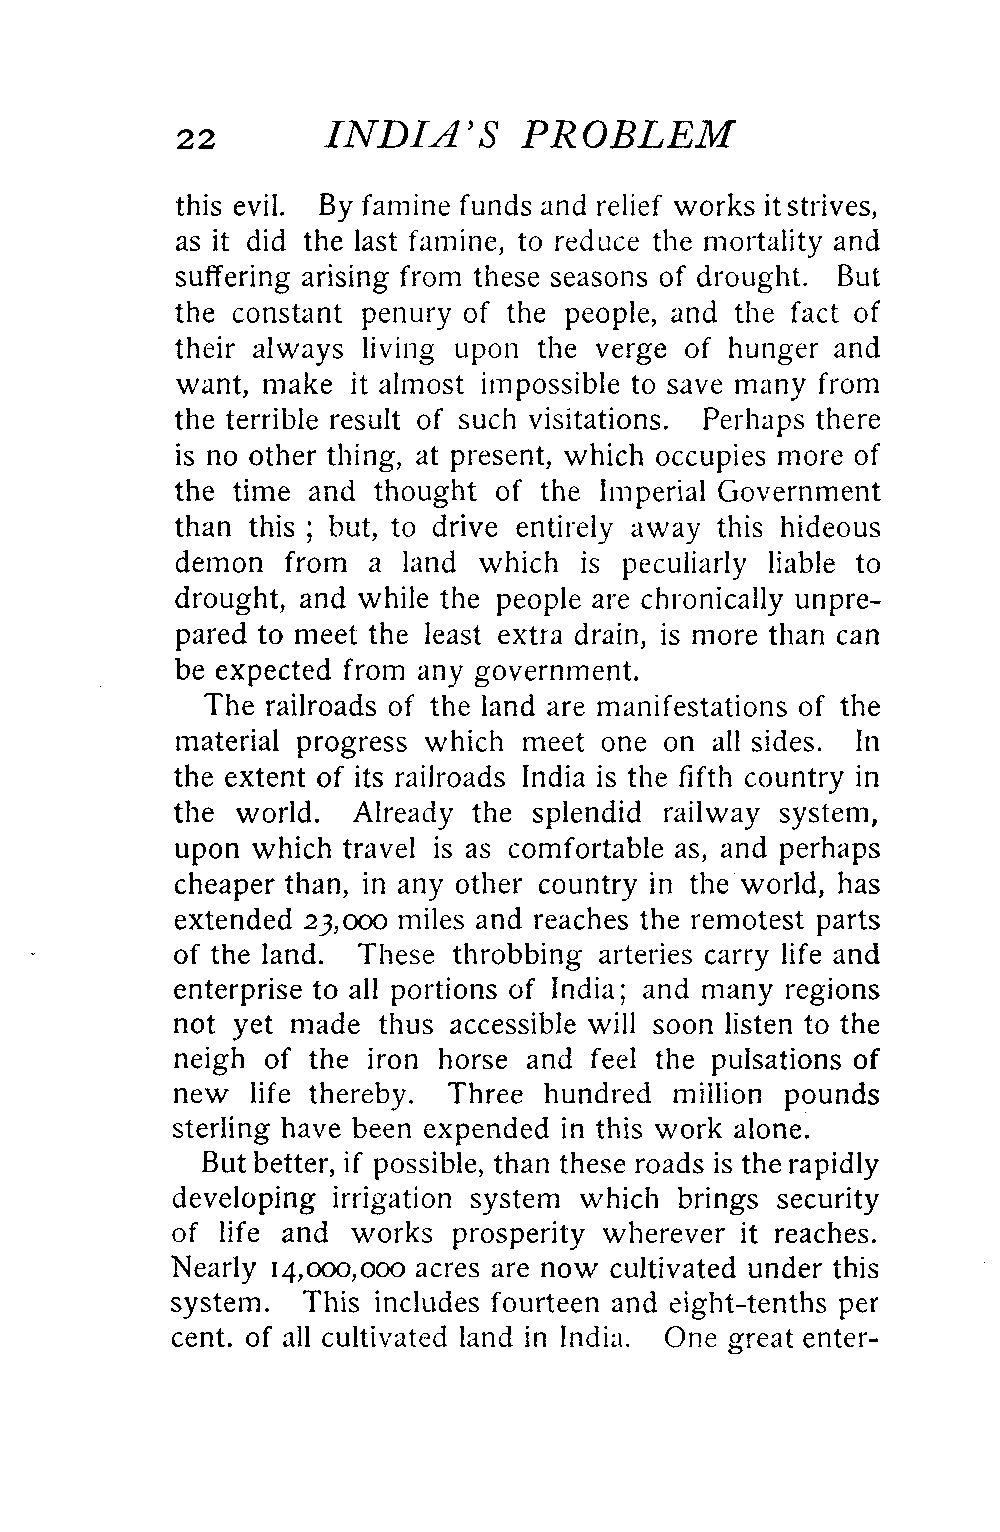 22 INDIA'S PROBLEM
this evil. By famine funds and relief works it strives,
as it did the last famine, to reduce the mortality and
suffering arising from these seasons of drought. But
the constant penury of the people, and the fact of
their always living upon the verge of hunger and
want, make it almost impossible to save many from
the terrible result of such visitations. Perhaps there
is no other thing, at present, which occupies more of
the time and thought of the Imperial Government
than this ; but, to drive entirely away this hideous
demon from a land which is peculiarly liable to
drought, and while the people are chronically unpre-
pared to meet the least extra drain, is more than can
be expected from any government.
The railroads of the land are manifestations of the
material progress which meet one on all sides. In
the extent of its railroads India is the fifth country in
the world. Already the splendid railway system,
upon which travel is as comfortable as, and perhaps
cheaper than, in any other country in the world, has
extended 23,000 miles and reaches the remotest parts
of the land. These throbbing arteries carry life and
enterprise to all portions of India; and many regions
not yet made thus accessible will soon listen to the
neigh of the iron horse and feel the pulsations of
new life thereby. Three hundred million pounds
sterling have been expended in this work alone.
But better, if possible, than these roads is the rapidly
developing irrigation system which brings security
of life and works prosperity wherever it reaches.
Nearly 14,000,000 acres are now cultivated under this
system. This includes fourteen and eight-tenths per
cent. of all cultivated land in India. One great enter-